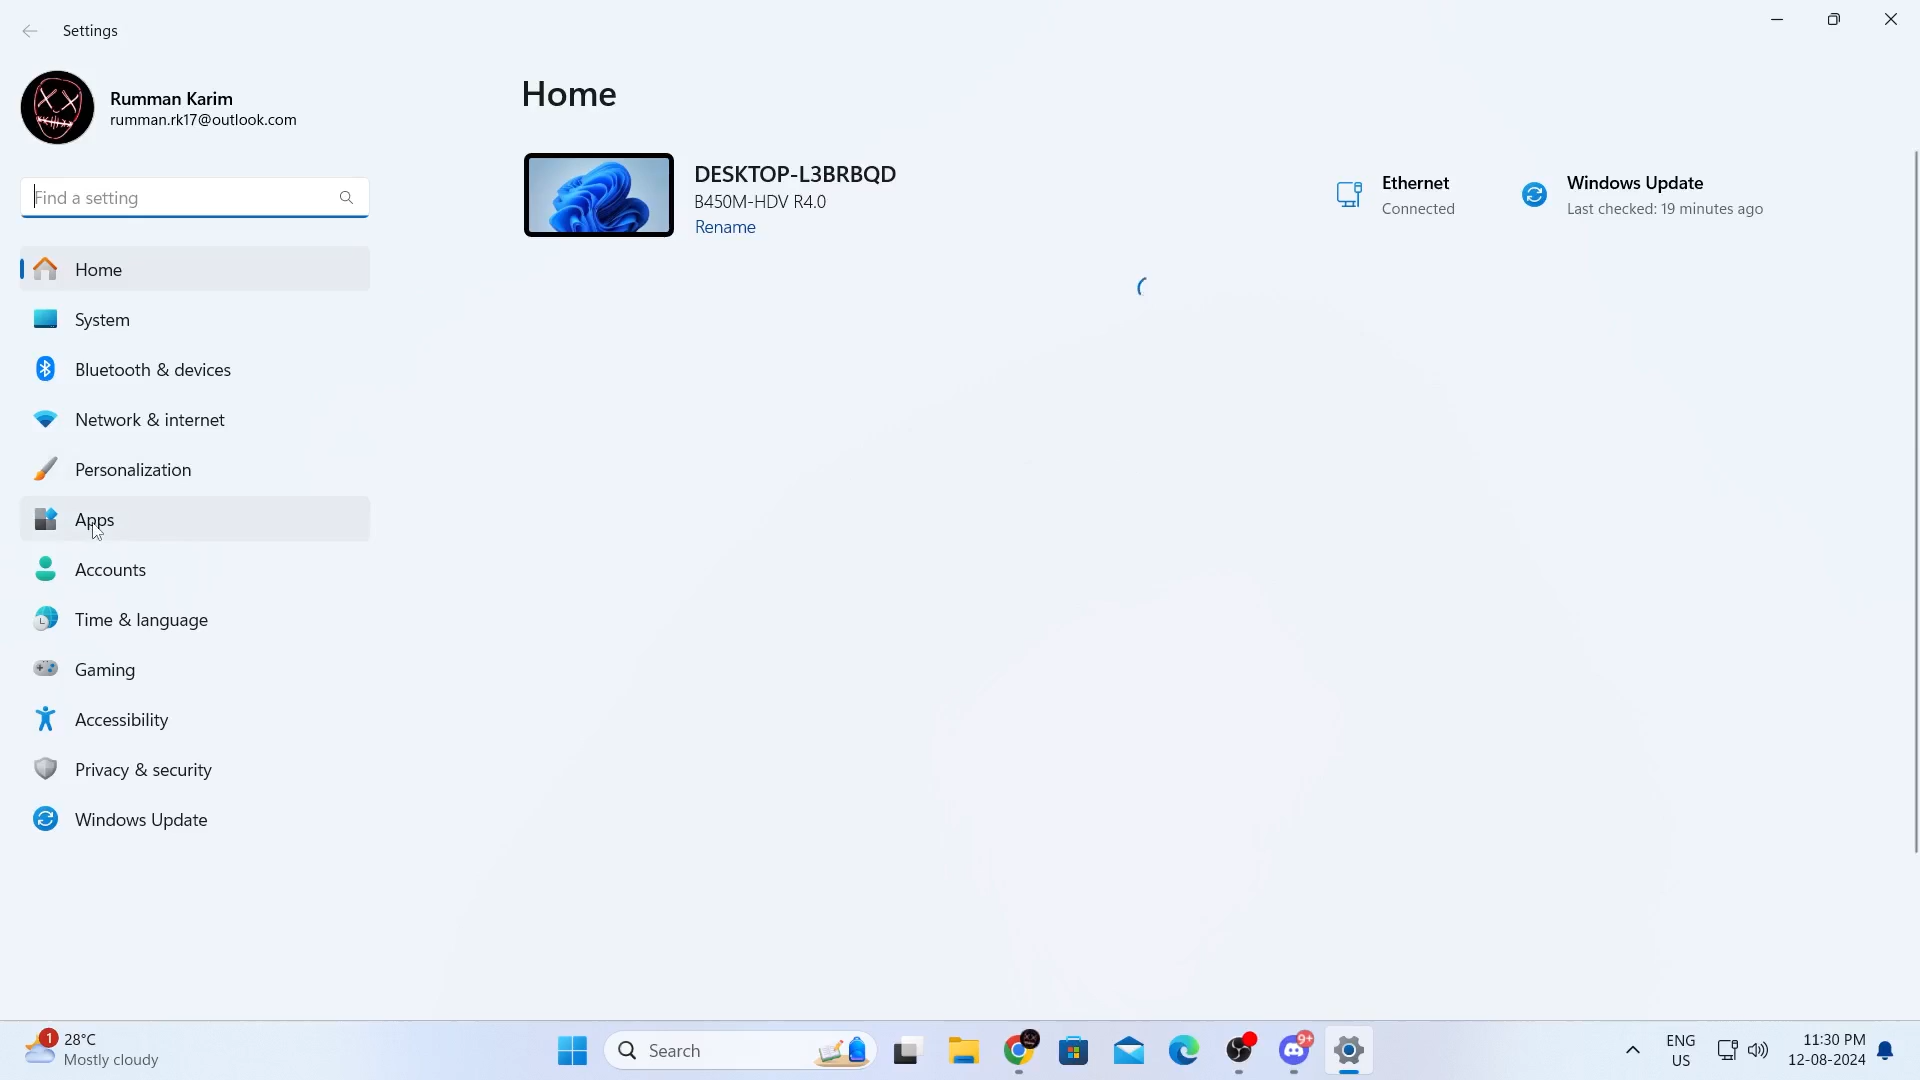 Settings
Rumman Karim
rumman.rk17@outlook.com
Find a setting
Home
System
Bluetooth & devices
Network & internet
Personalization
Apps
Accounts
Time & language
Gaming
Accessibility
Privacy & security
Windows Update
Home
DESKTOP-L3BRBQD
B450M-HDV R4.0
Rename
Ethernet
Connected
Windows Update
Last checked: 19 minutes ago
1
28°C
Mostly cloudy
Search
9+
ENG
US
11:30 PM
12-08-2024